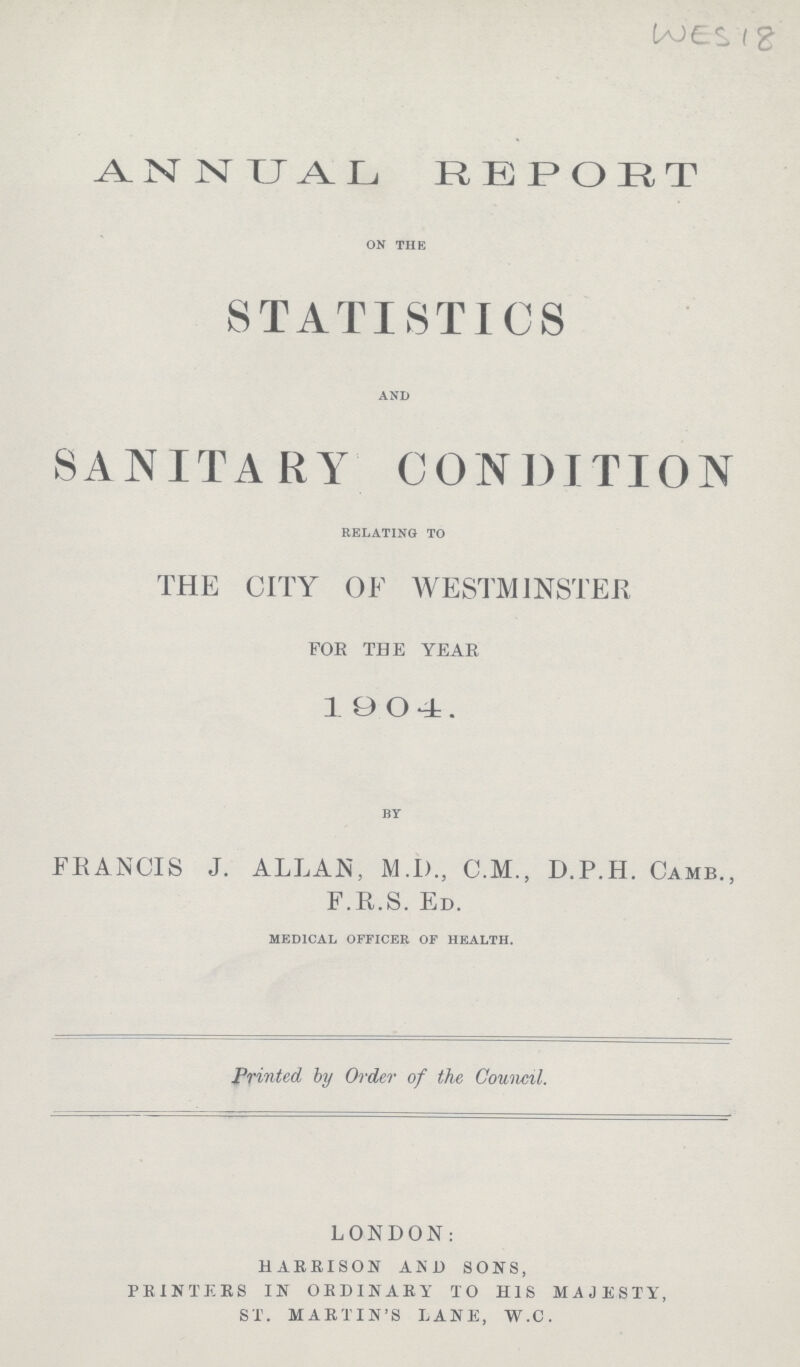 WES 18
ANNUAL REPORT
ON THE
STATISTICS
AND
SANITARY CONDITION
RELATING TO
THE CITY OF WESTMINSTER
FOR THE YEAR
1904.
BY
FRANCIS J. ALLAN, M.D., C.M., D.P.H. CAMB.,
F.R.S. ED.
MEDICAL OFFICER OF HEALTH.
Printed by Order of the Council.
LONDON:
HARRISON AND SONS,
PRINTERS IN ORDINARY TO HIS MAJESTY,
ST. MARTIN'S LANE, W.C.